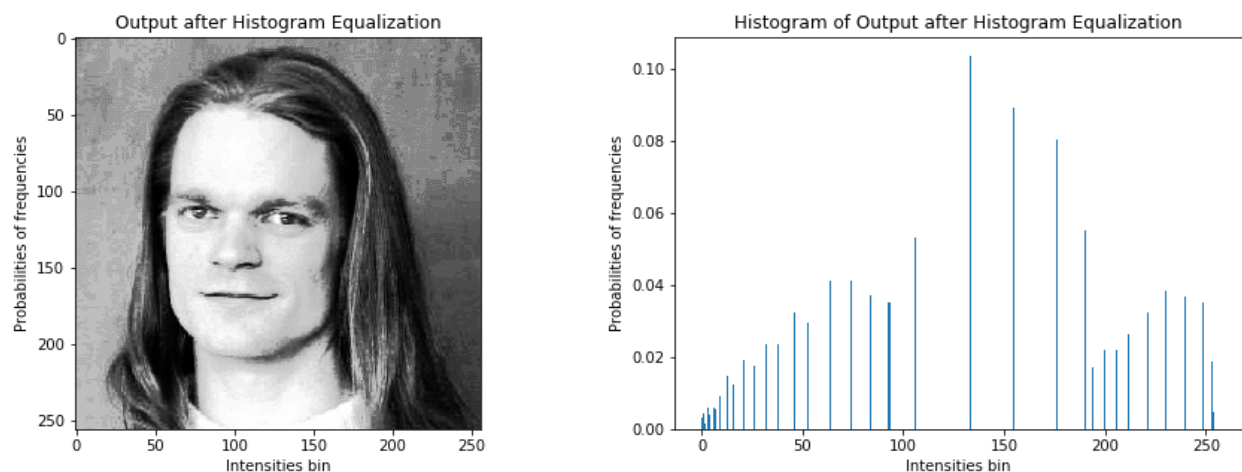 Output after Histogram Equalization
Probabilities of frequencies
0
50
100
150
200
250
0 50 100 150 200 250
Intensities bin
Histogram of Output after Histogram Equalization
Probabilities of frequencies
0.10
0.08
0.06
0.04
0.02
0.00
0 50 100 150 200 250
Intensities bin